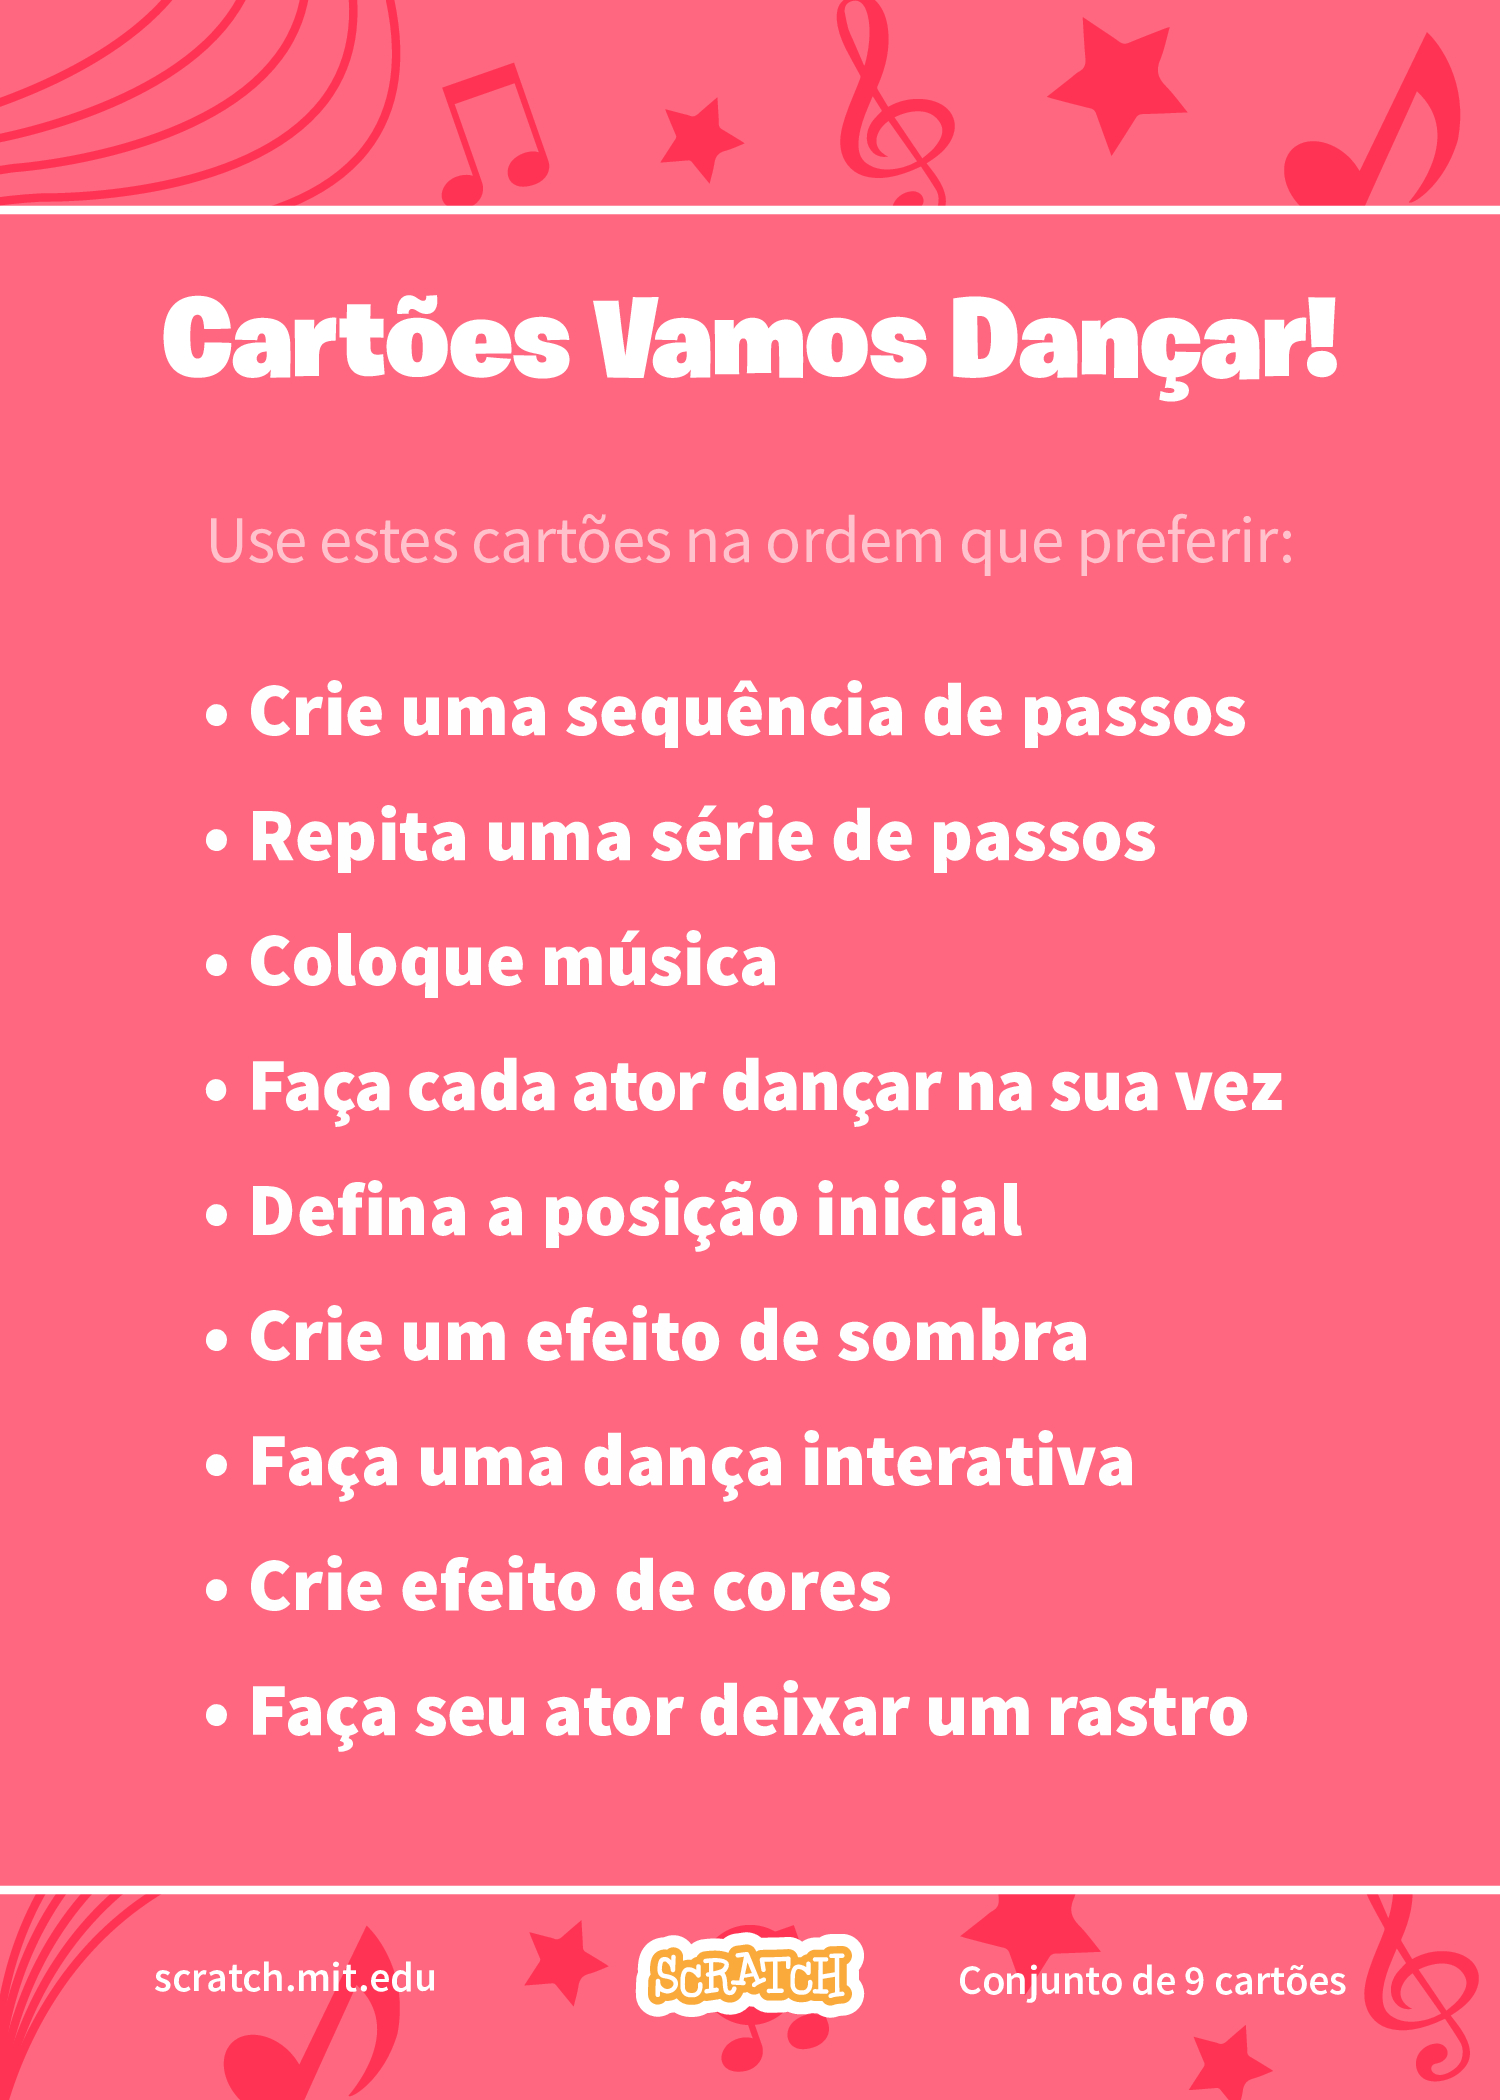 Cartões Vamos Dançar!
Use estes cartões na ordem que preferir:
• Crie uma sequência de passos
• Repita uma série de passos
• Coloque música
• Faça cada ator dançar na sua vez
• Defina a posição inicial
• Crie um efeito de sombra
• Faça uma dança interativa
• Crie efeito de cores
• Faça seu ator deixar um rastro
scratch.mit.edu
SCRATCH
Conjunto de 9 cartões